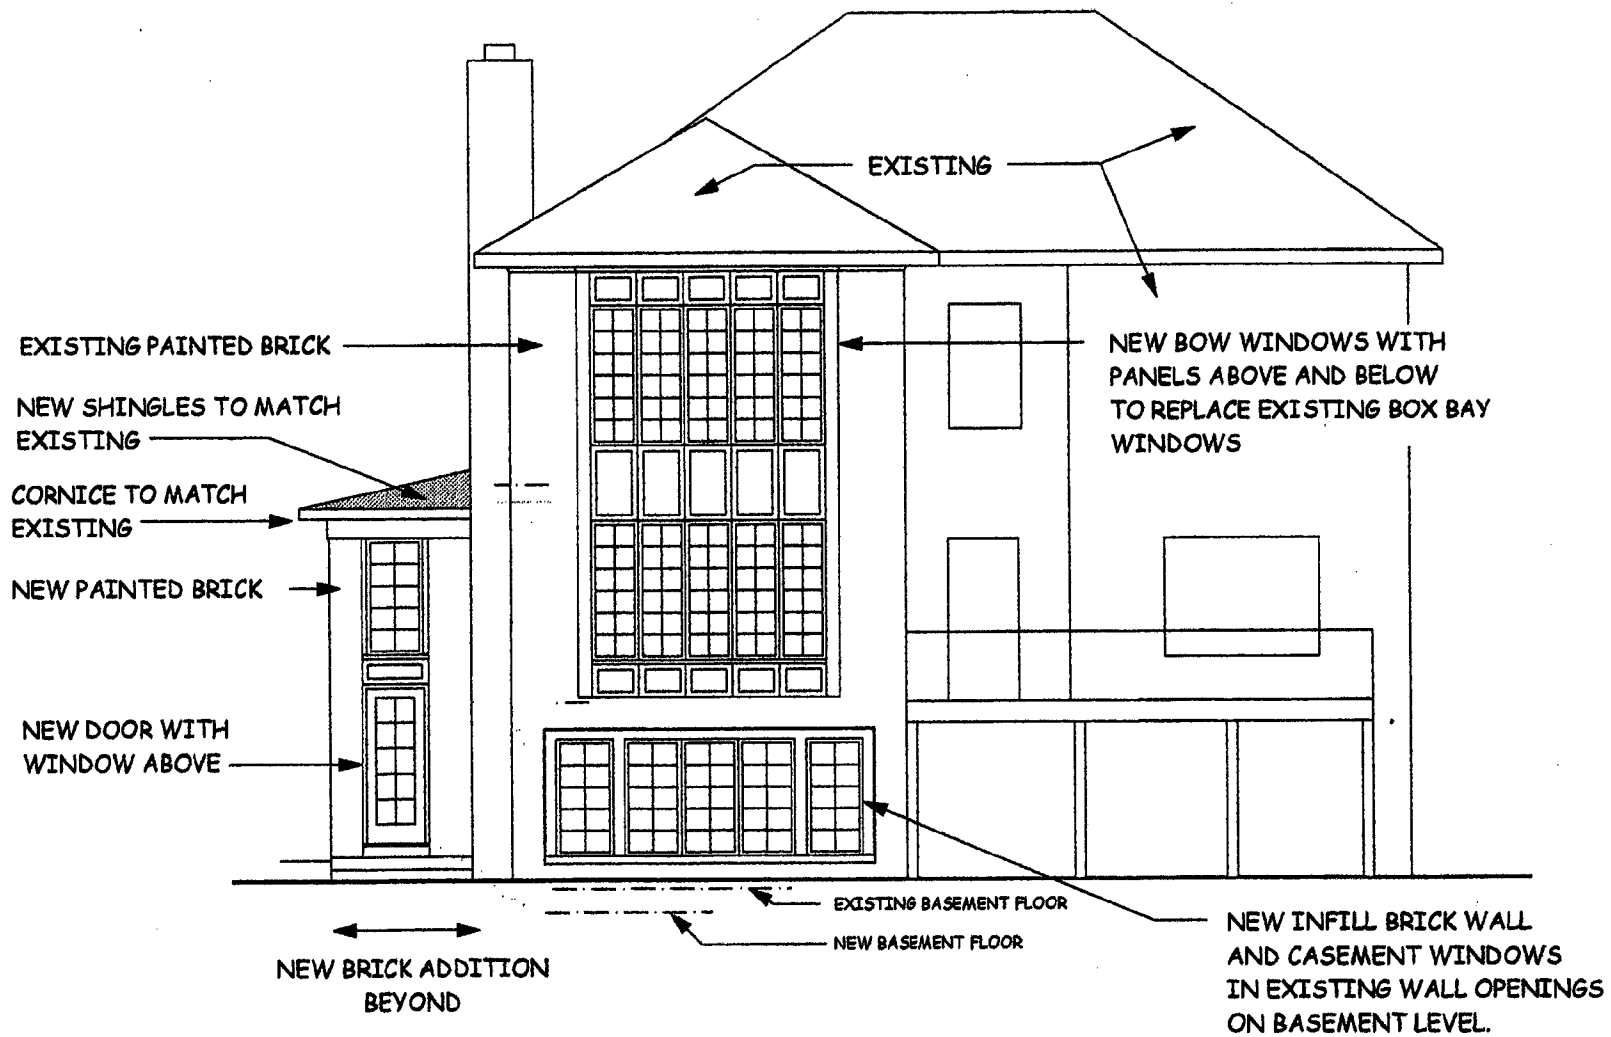 EXISTING
EXISTING PAINTED BRICK
NEW SHINGLES TO MATCH
EXISTING
CORNICE TO MATCH
EXISTING
NEW PAINTED BRICK
NEW DOOR WITH
WINDOW ABOVE
NEW BOW WINDOWS WITH
PANELS ABOVE AND BELOW
TO REPLACE EXISTING BOX BAY
WINDOWS
EXISTING BASEMENT FLOOR
NEW BASEMENT FLOOR
NEW BRICK ADDITION
BEYOND
NEW INFILL BRICK WALL
AND CASEMENT WINDOWS
IN EXISTING WALL OPENINGS
ON BASEMENT LEVEL.